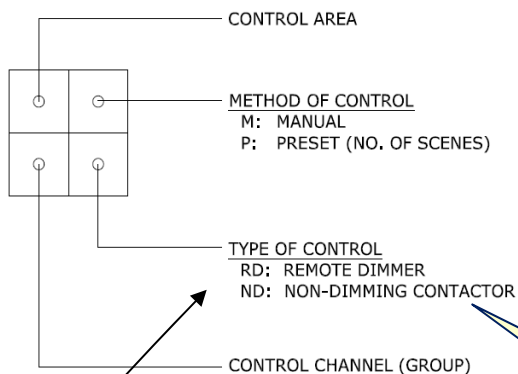 CONTROL AREA
METHOD OF CONTROL
M: MANUAL
P: PRESET (NO. OF SCENES)
TYPE OF CONTROL
RD: REMOTE DIMMER
ND: NON-DIMMING CONTACTOR
CONTROL CHANNEL (GROUP)